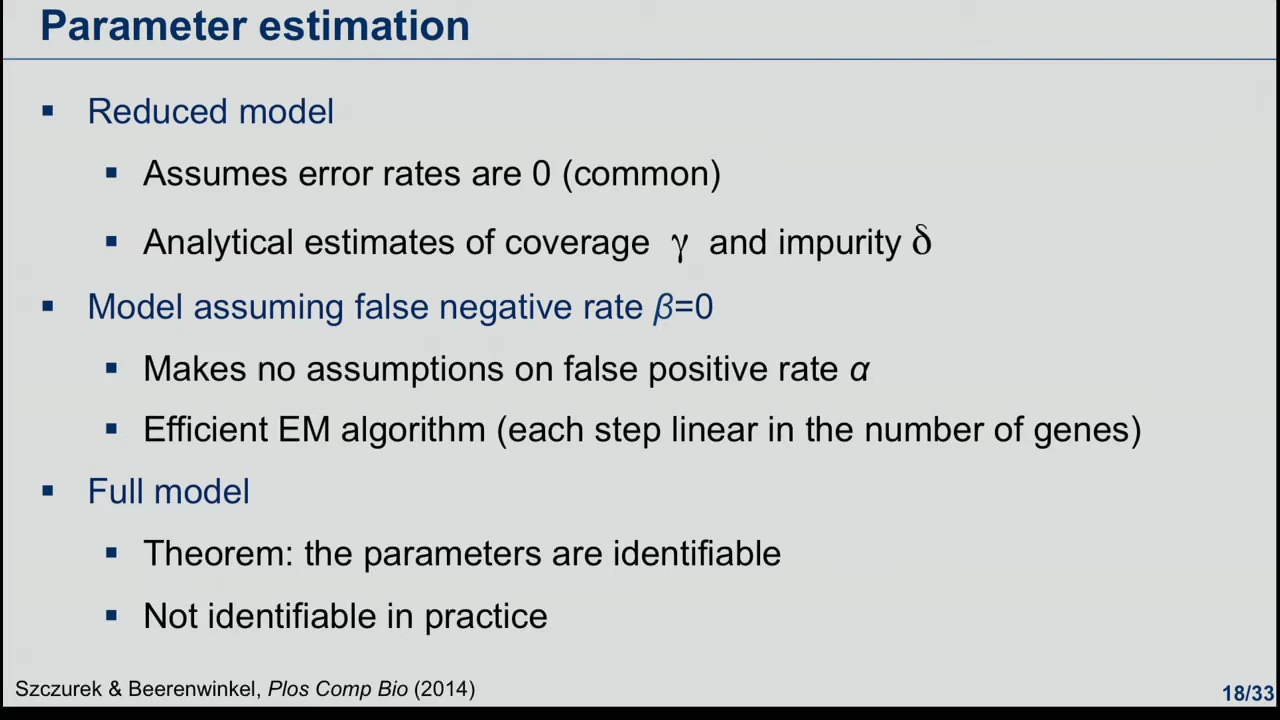 Parameter estimation
▪ Reduced model
▪ Assumes error rates are 0 (common)
▪ Analytical estimates of coverage γ and impurity δ
▪ Model assuming false negative rate β=0
▪ Makes no assumptions on false positive rate α
▪ Efficient EM algorithm (each step linear in the number of genes)
▪ Full model
▪ Theorem: the parameters are identifiable
▪ Not identifiable in practice
Szczurek & Beerenwinkel, Plos Comp Bio (2014)
18/33